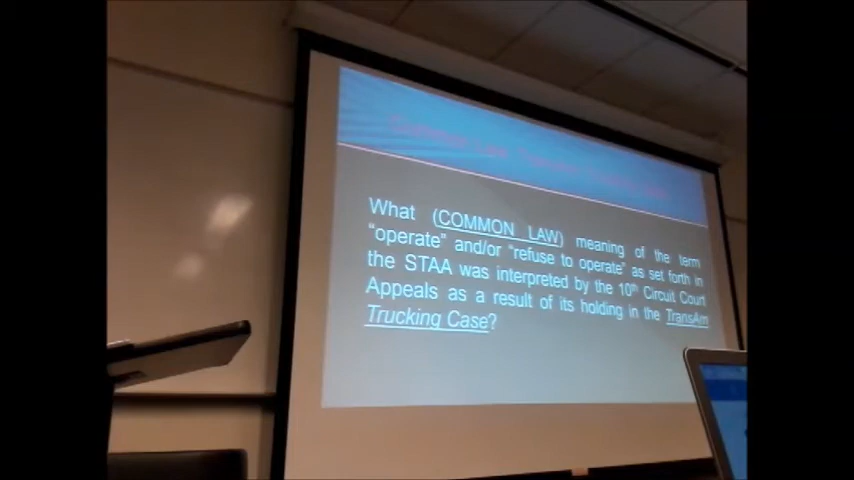 What (COMMON LAW) meaning of the term
"operate" and/or "refuse to operate" as set forth in
the STAA was interpreted by the 10th Circuit Court
Appeals as a result of its holding in the TransAm
Trucking Case?